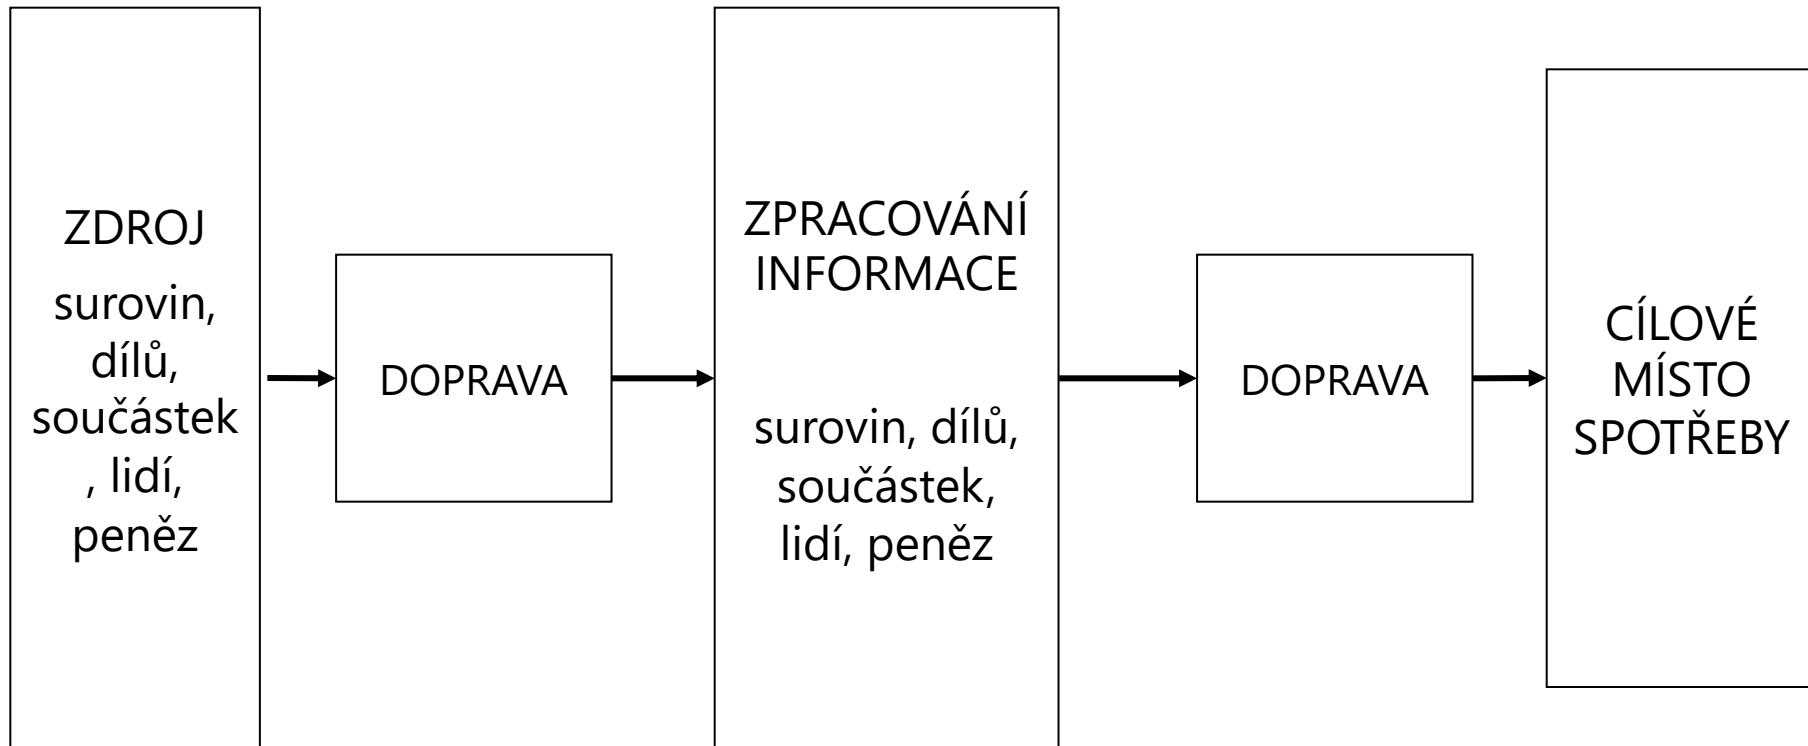 ZDROJ
surovin,
dílů,
součástek
, lidí,
peněz
DOPRAVA
ZPRACOVÁNÍ
INFORMACE
surovin, dílů,
součástek,
lidí, peněz
DOPRAVA
CÍLOVÉ
MÍSTO
SPOTŘEBY